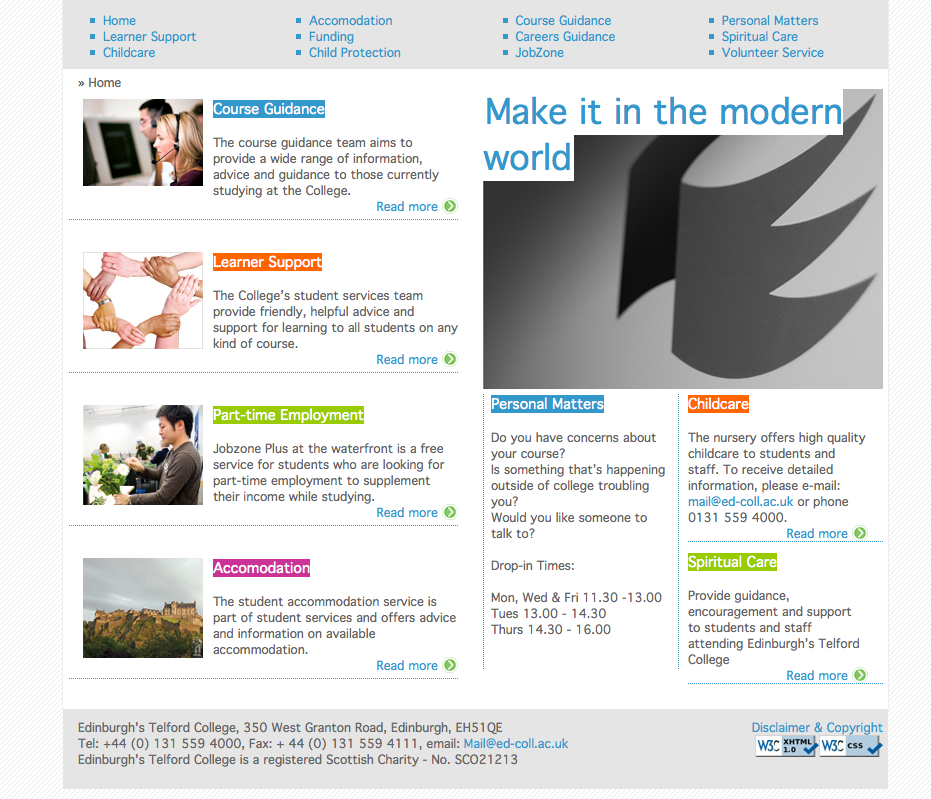 Home
Learner Support
Childcare
Accomodation
Funding
Child Protection
Course Guidance
Careers Guidance
JobZone
Personal Matters
Spiritual Care
Volunteer Service
» Home
Course Guidance
The course guidance team aims to
provide a wide range of information,
advice and guidance to those currently
studying at the College.
Read more
Learner Support
The College's student services team
provide friendly, helpful advice and
support for learning to all students on any
kind of course.
Read more
Part-time Employment
Jobzone Plus at the waterfront is a free
service for students who are looking for
part-time employment to supplement
their income while studying.
Read more
Accomodation
The student accommodation service is
part of student services and offers advice
and information on available
accommodation.
Read more
Make it in the modern
world
Personal Matters
Do you have concerns about
your course?
Is something that's happening
outside of college troubling
you?
Would you like someone to
talk to?
Drop-in Times:
Mon, Wed & Fri 11.30 -13.00
Tues 13.00 - 14.30
Thurs 14.30 - 16.00
Childcare
The nursery offers high quality
childcare to students and
staff. To receive detailed
information, please e-mail:
mail@ed-coll.ac.uk or phone
0131 559 4000.
Read more
Spiritual Care
Provide guidance,
encouragement and support
to students and staff
attending Edinburgh's Telford
College
Read more
Edinburgh's Telford College, 350 West Granton Road, Edinburgh, EH51QE
Tel: +44 (0) 131 559 4000, Fax: + 44 (0) 131 559 4111, email: Mail@ed-coll.ac.uk
Edinburgh's Telford College is a registered Scottish Charity - No. SCO21213
Disclaimer & Copyright
W3C XHTML 1.0
W3C CSS